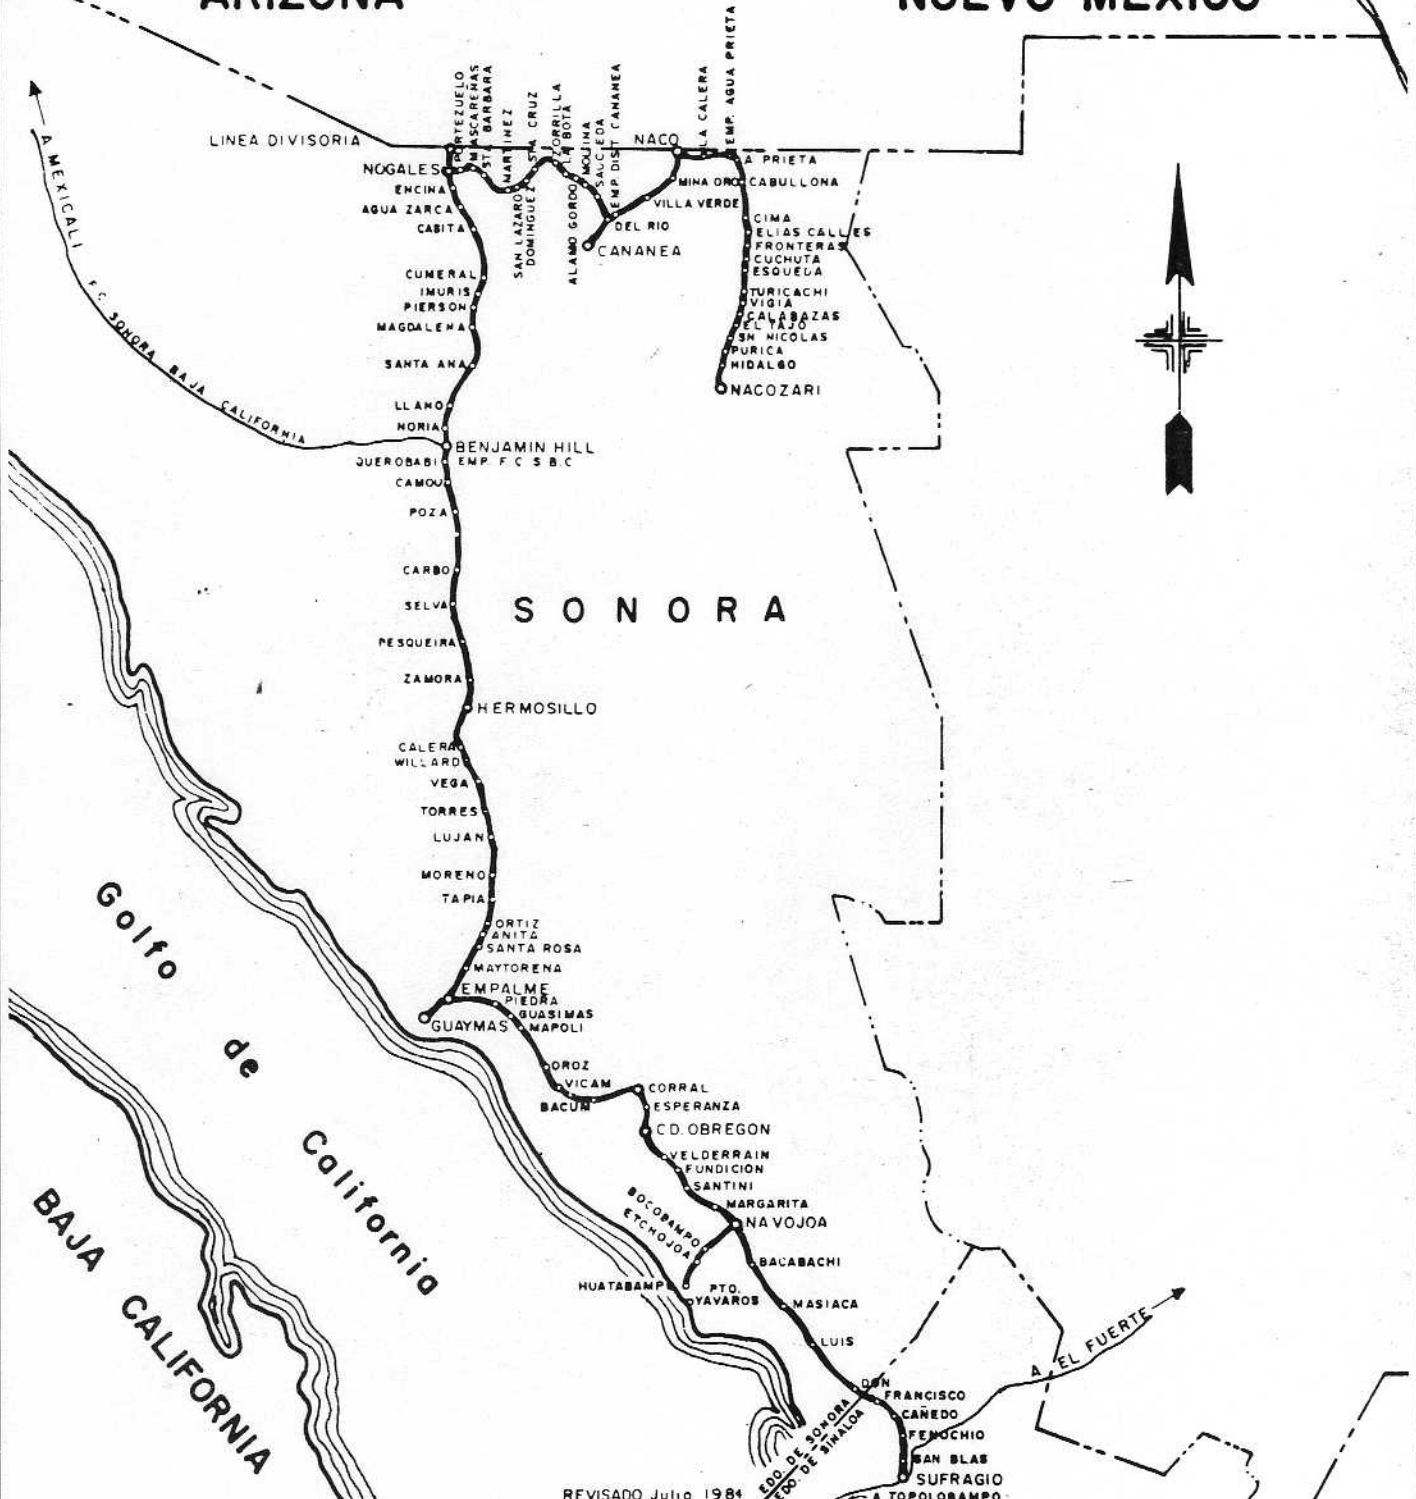 ARIZONA
NUEVO MEXICO
LINEA DIVISORIA
PORTEZUELO
MASCAREÑAS
STA BARBARA
MARTINEZ
STA CRUZ
ZORRILLA
LA BOTA
MOLINA
SAUCEDA
EMP. DIST CANANEA
NACO
LA CALERA
EMP. AGUA PRIETA
A PRIETA
NOGALES
ENCINA
AGUA ZARCA
CABITA
SAN LAZARO
DOMINGUEZ
ALAMO GORDO
DEL RIO
CANANEA
VILLA VERDE
MINA ORO
CABULLONA
CIMA
ELIAS CALLES
FRONTERAS
CUCHUTA
ESQUEDA
TURICACHI
VIGIA
CALABAZAS
EL TAJO
SN NICOLAS
PURICA
HIDALGO
NACOZARI
CUMERAL
IMURIS
PIERSON
MAGDALENA
SANTA ANA
LLANO
NORIA
BENJAMIN HILL
QUEROBABI
EMP. F.C S.B.C
A MEXICALI
F.C. SONORA BAJA CALIFORNIA
CAMOU
POZA
CARBO
SELVA
SONORA
PESQUEIRA
ZAMORA
HERMOSILLO
CALERA
WILLARD
VEGA
TORRES
LUJAN
MORENO
TAPIA
ORTIZ
ANITA
SANTA ROSA
MAYTORENA
EMPALME
PIEDRA
GUASIMAS
GUAYMAS
MAPOLI
OROZ
VICAM
BACUM
CORRAL
ESPERANZA
CD. OBREGON
VELDERRAIN
FUNDICION
SANTINI
MARGARITA
NAVOJOA
BOCOBAMPO
ETCHOJOA
HUATABAMPO
PTO.
YAVAROS
BACABACHI
MASIACA
LUIS
DON
FRANCISCO
CAÑEDO
FENOCHIO
SAN BLAS
SUFRAGIO
A TOPOLOBAMPO
A EL FUERTE
EDO. DE SONORA
EDO. DE SINALOA
Golfo
de
California
BAJA
CALIFORNIA
REVISADO Julio 1984